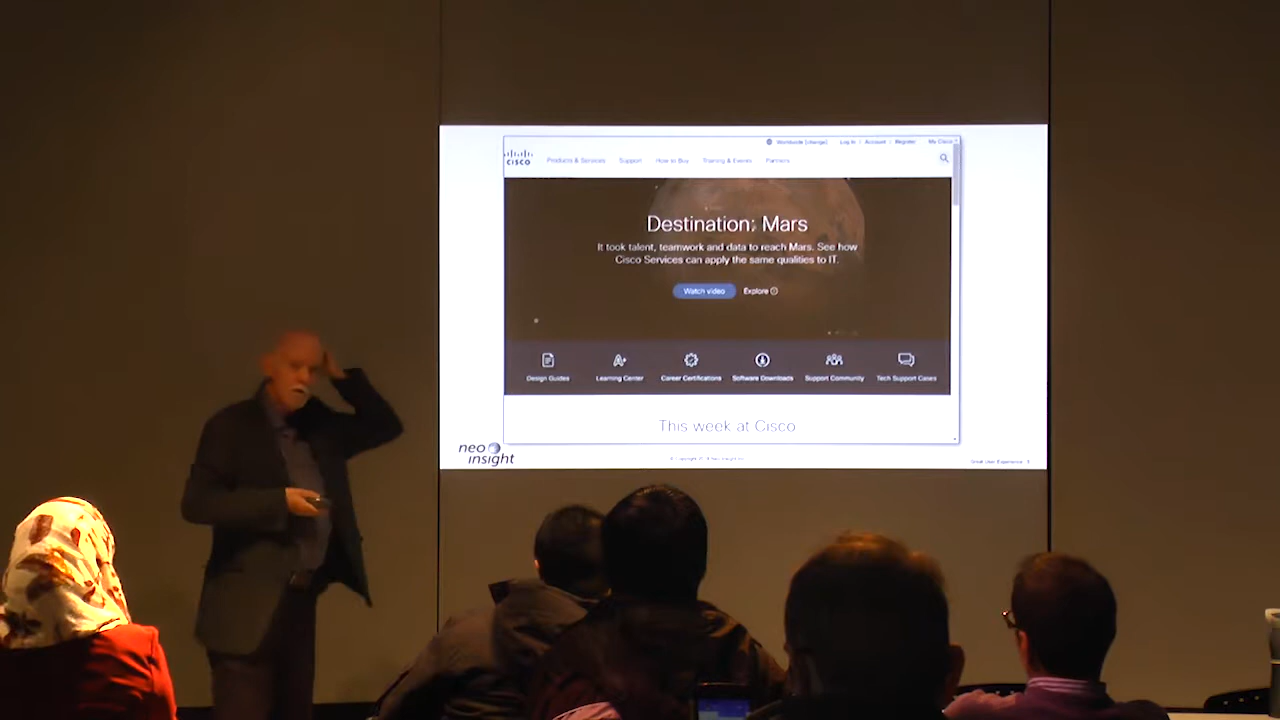 Worldwide [change] Log In | Account | Register My Cisco
CISCO
Products & Services Support How to Buy Training & Events Partners
Destination: Mars
It took talent, teamwork and data to reach Mars. See how
Cisco Services can apply the same qualities to IT.
Watch video Explore
Design Guides Learning Center Career Certifications Software Downloads Support Community Tech Support Cases
This week at Cisco
neo
insight
Great User Experience